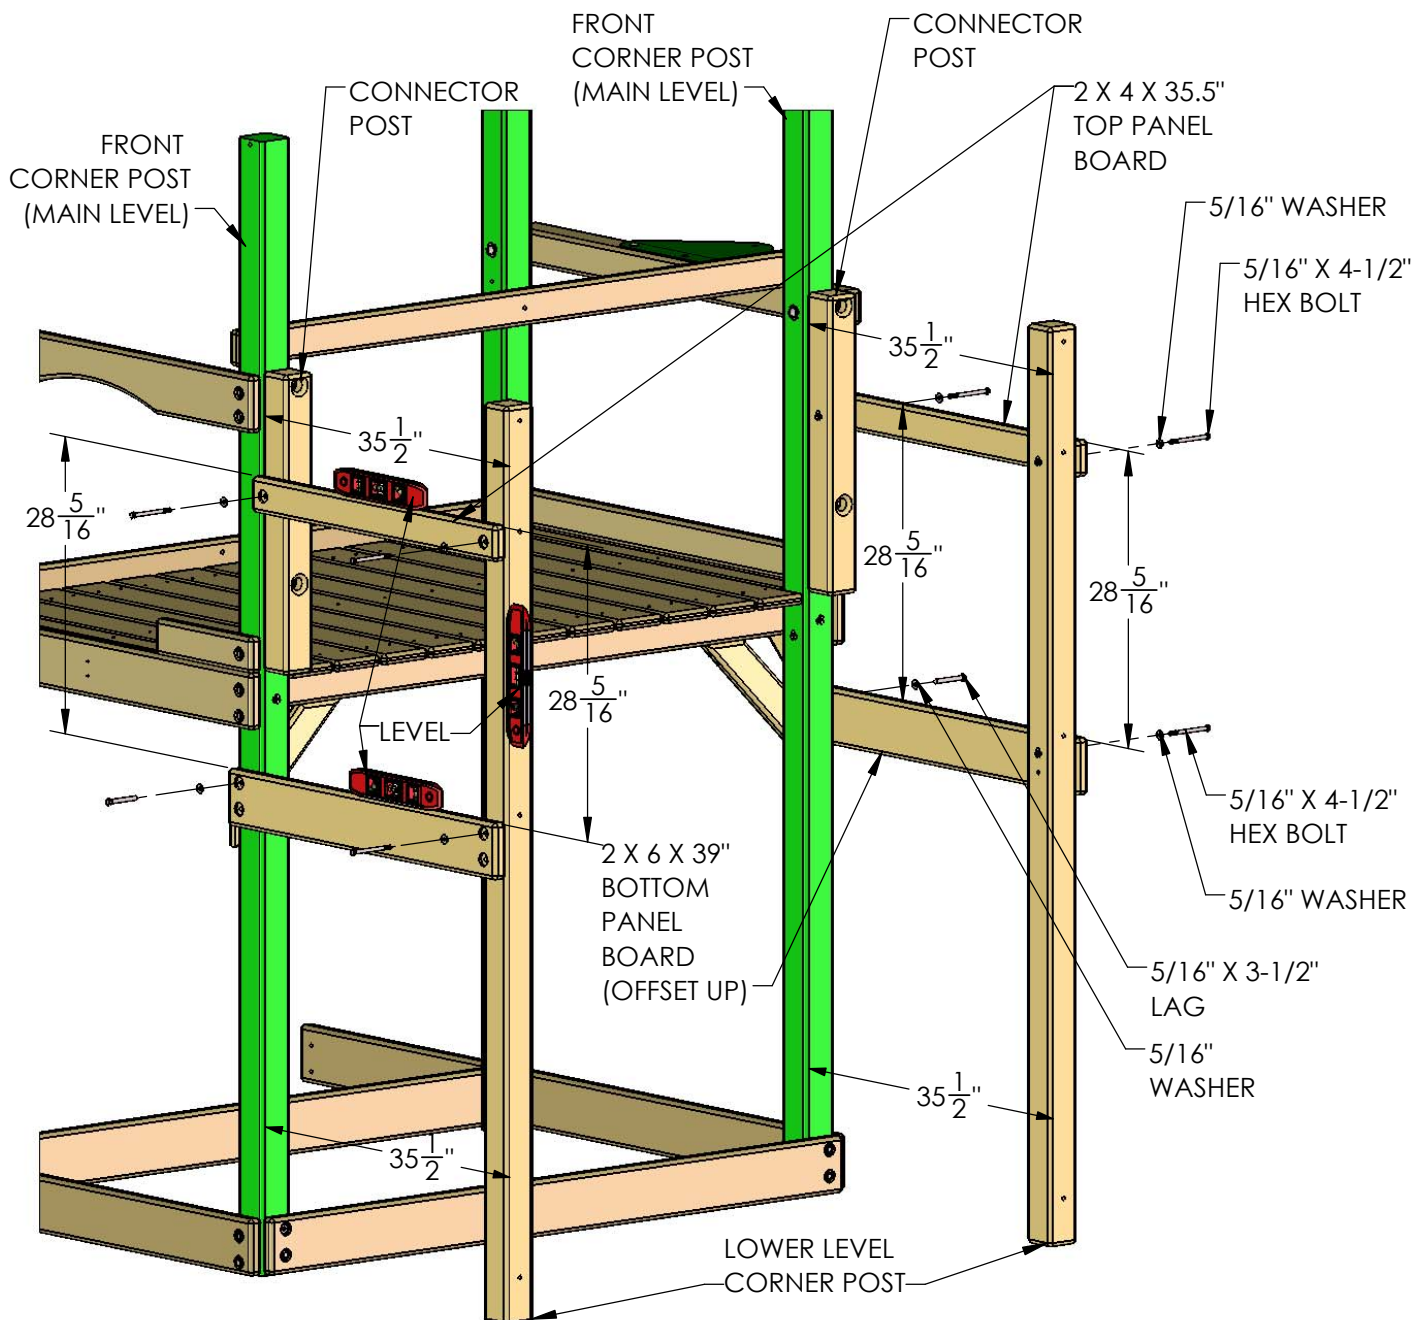 FRONT
CORNER POST
(MAIN LEVEL)
CONNECTOR
POST
FRONT
CORNER POST
(MAIN LEVEL)
CONNECTOR
POST
2 X 4 X 35.5"
TOP PANEL
BOARD
5/16" WASHER
5/16" X 4-1/2"
HEX BOLT
35 1/2"
35 1/2"
28 5/16"
28 5/16"
28 5/16"
28 5/16"
LEVEL
2 X 6 X 39"
BOTTOM
PANEL
BOARD
(OFFSET UP)
5/16" X 4-1/2"
HEX BOLT
5/16" WASHER
5/16" X 3-1/2"
LAG
5/16"
WASHER
35 1/2"
35 1/2"
LOWER LEVEL
CORNER POST